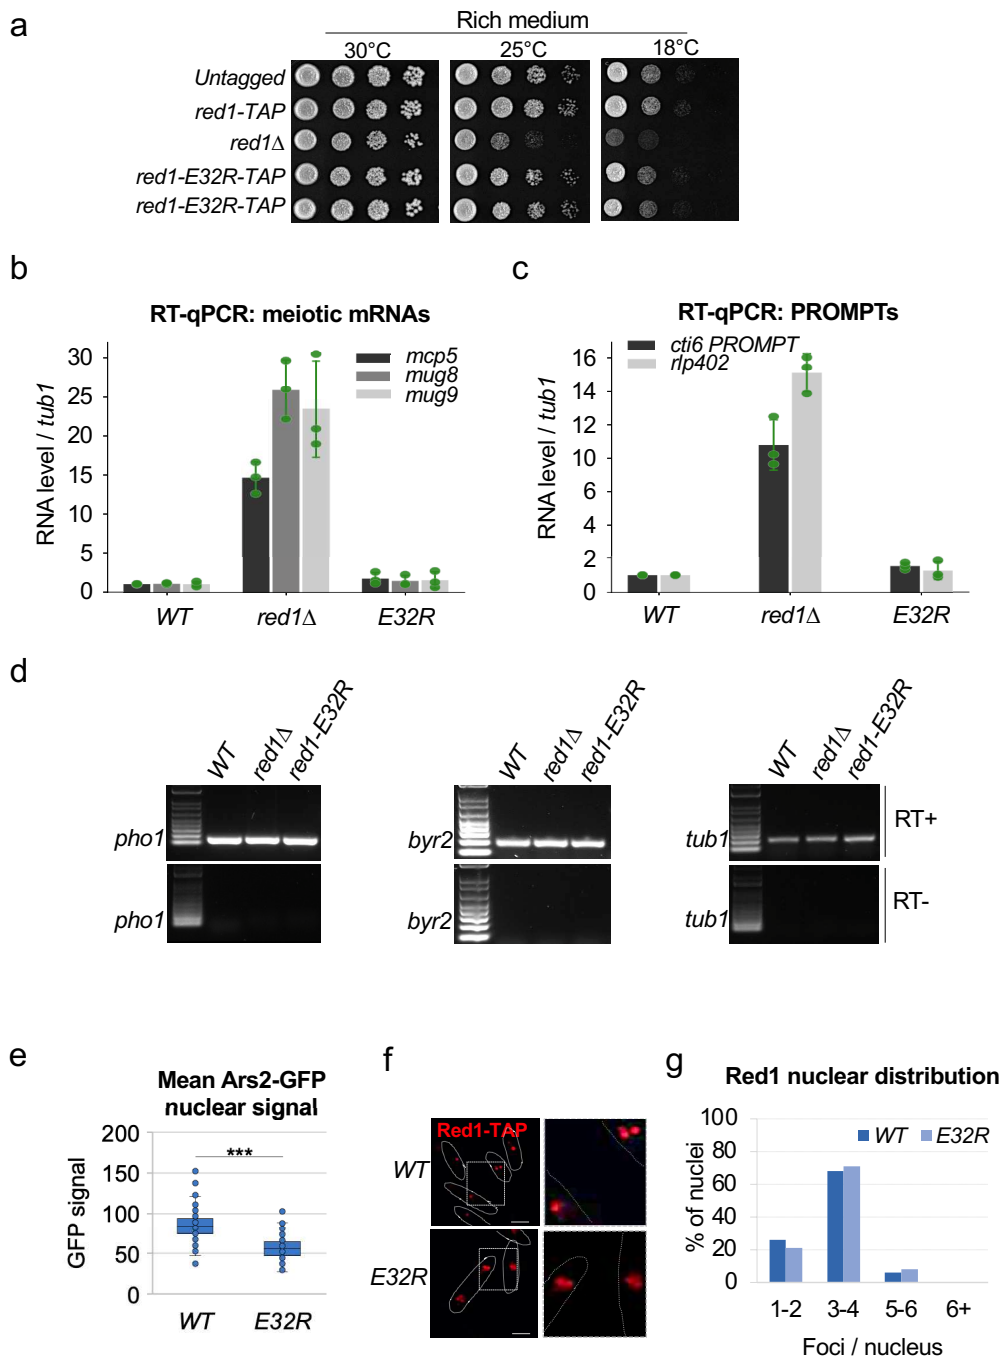 a
Rich medium
30°C 25°C 18°C
Untagged
red1-TAP
red1Δ
red1-E32R-TAP
red1-E32R-TAP
b
RT-qPCR: meiotic mRNAs
RNA level / tub1
30
25
20
15
10
5
0
mcp5
mug8
mug9
WT red1Δ E32R
c
RT-qPCR: PROMPTs
RNA level / tub1
16
14
12
10
8
6
4
2
0
cti6 PROMPT
rlp402
WT red1Δ E32R
d
WT red1Δ red1-E32R
pho1
pho1
WT red1Δ red1-E32R
byr2
byr2
WT red1Δ red1-E32R
tub1
tub1
RT+
RT-
e
Mean Ars2-GFP
nuclear signal
GFP signal
200
150
100
50
0
***
WT E32R
f
Red1-TAP
WT
E32R
g
Red1 nuclear distribution
% of nuclei
100
80
60
40
20
0
WT E32R
1-2 3-4 5-6 6+
Foci / nucleus